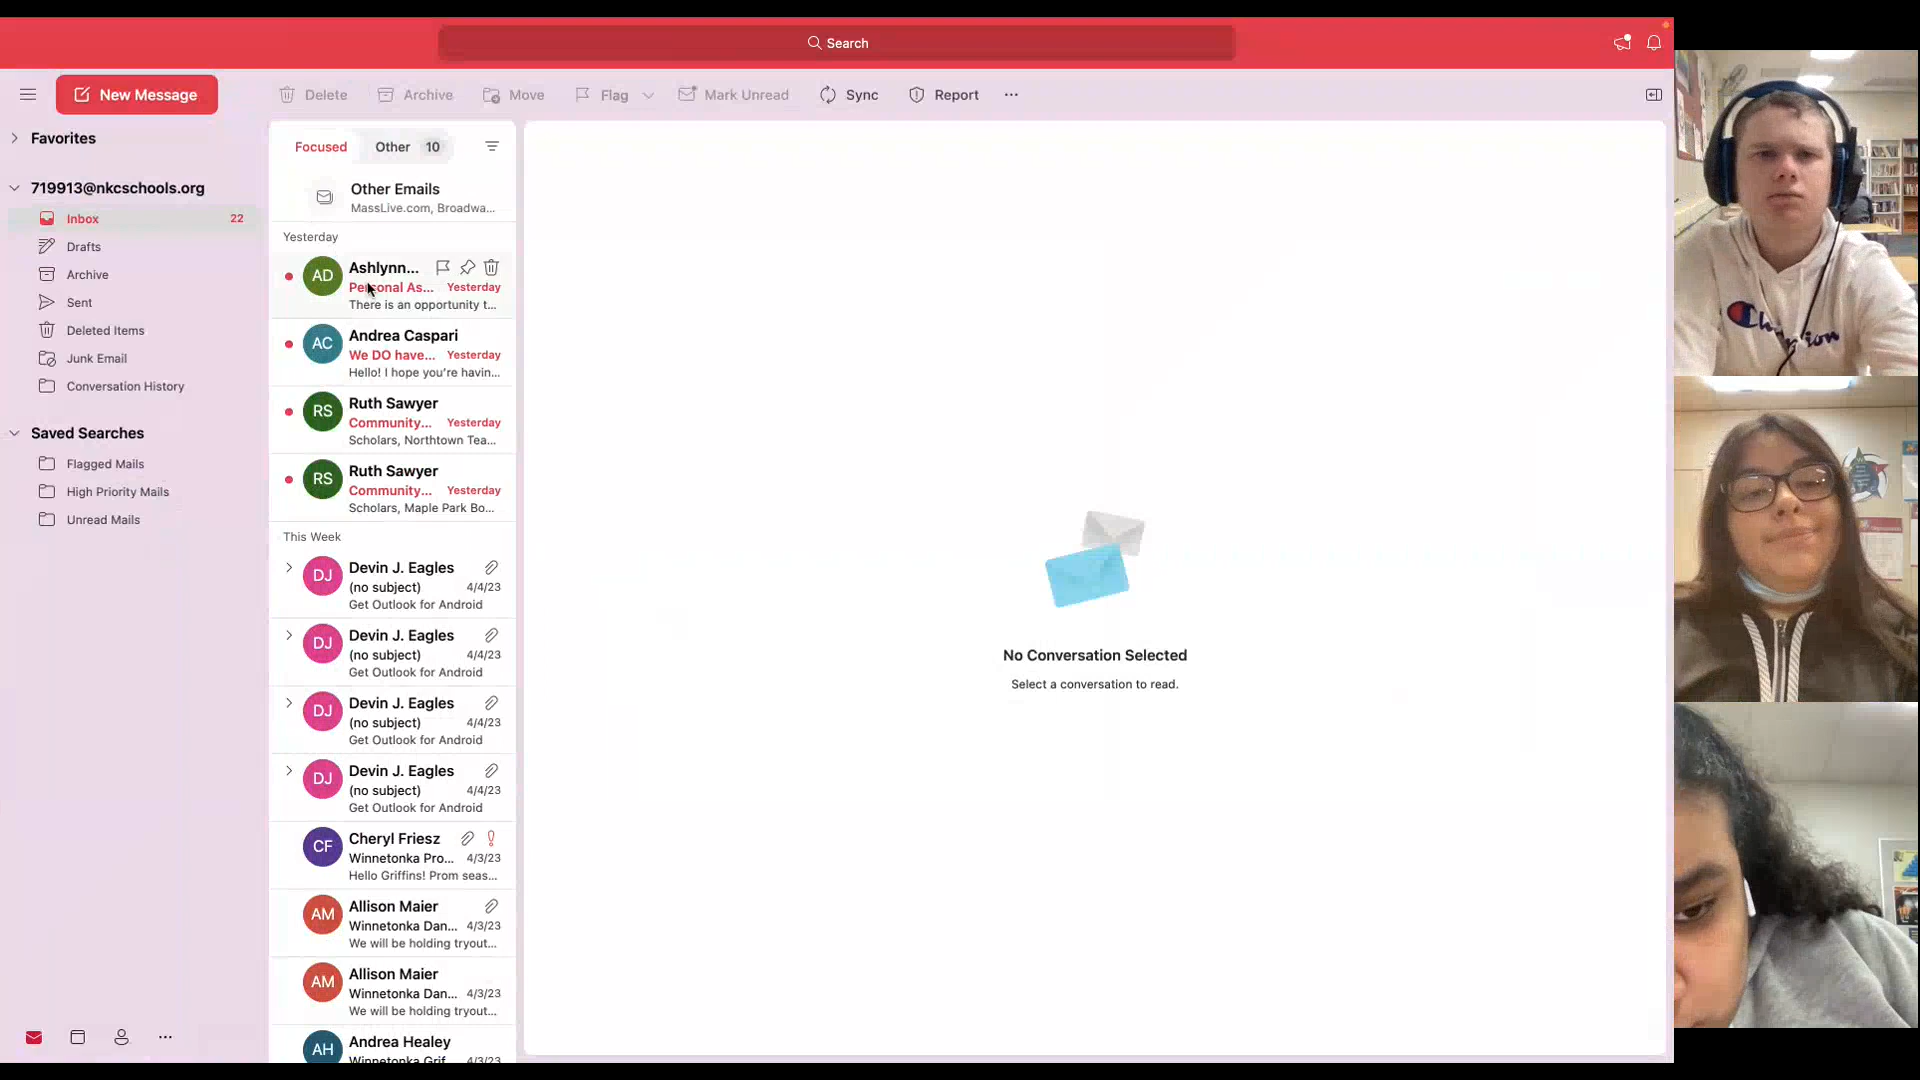 Search
New Message
Delete
Archive
Move
Flag
Mark Unread
Sync
Report
Favorites
719913@nkcschools.org
Inbox 22
Drafts
Archive
Sent
Deleted Items
Junk Email
Conversation History
Saved Searches
Flagged Mails
High Priority Mails
Unread Mails
Focused Other 10
Other Emails
MassLive.com, Broadwa...
Yesterday
AD
Ashlynn...
Personal As... Yesterday
There is an opportunity t...
AC
Andrea Caspari
We DO have... Yesterday
Hello! I hope you're havin...
RS
Ruth Sawyer
Community... Yesterday
Scholars, Northtown Tea...
RS
Ruth Sawyer
Community... Yesterday
Scholars, Maple Park Bo...
This Week
DJ
Devin J. Eagles
(no subject) 4/4/23
Get Outlook for Android
DJ
Devin J. Eagles
(no subject) 4/4/23
Get Outlook for Android
DJ
Devin J. Eagles
(no subject) 4/4/23
Get Outlook for Android
DJ
Devin J. Eagles
(no subject) 4/4/23
Get Outlook for Android
CF
Cheryl Friesz
Winnetonka Pro... 4/3/23
Hello Griffins! Prom seas...
AM
Allison Maier
Winnetonka Dan... 4/3/23
We will be holding tryout...
AM
Allison Maier
Winnetonka Dan... 4/3/23
We will be holding tryout...
AH
Andrea Healey
Winnetonka Grif... 4/3/23
No Conversation Selected
Select a conversation to read.
Champion